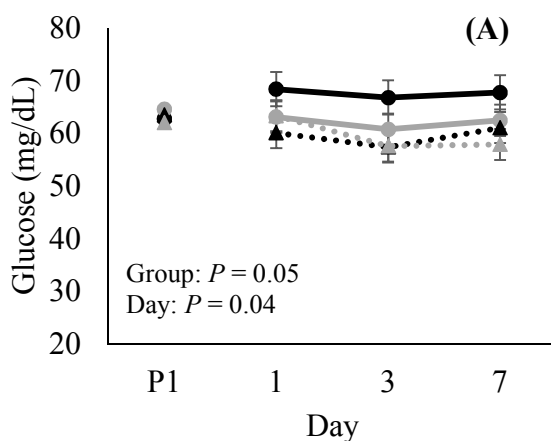 (A)
Glucose (mg/dL)
80
70
60
50
40
30
20
Group: P = 0.05
Day: P = 0.04
P1 1 3 7
Day